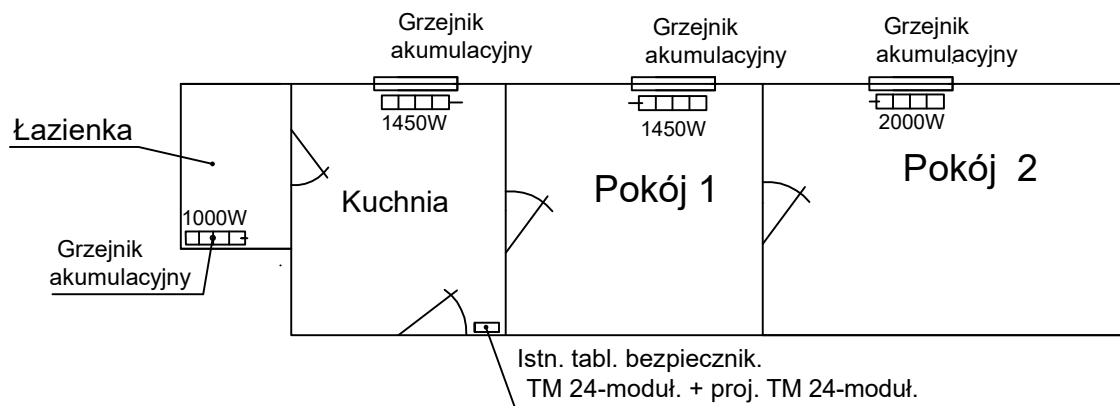 Grzejnik
akumulacyjny
Grzejnik
akumulacyjny
Grzejnik
akumulacyjny
1450W
1450W
2000W
Łazienka
Kuchnia
Pokój 1
Pokój 2
1000W
Grzejnik
akumulacyjny
Istn. tabl. bezpiecznik.
TM 24-moduł. + proj. TM 24-moduł.